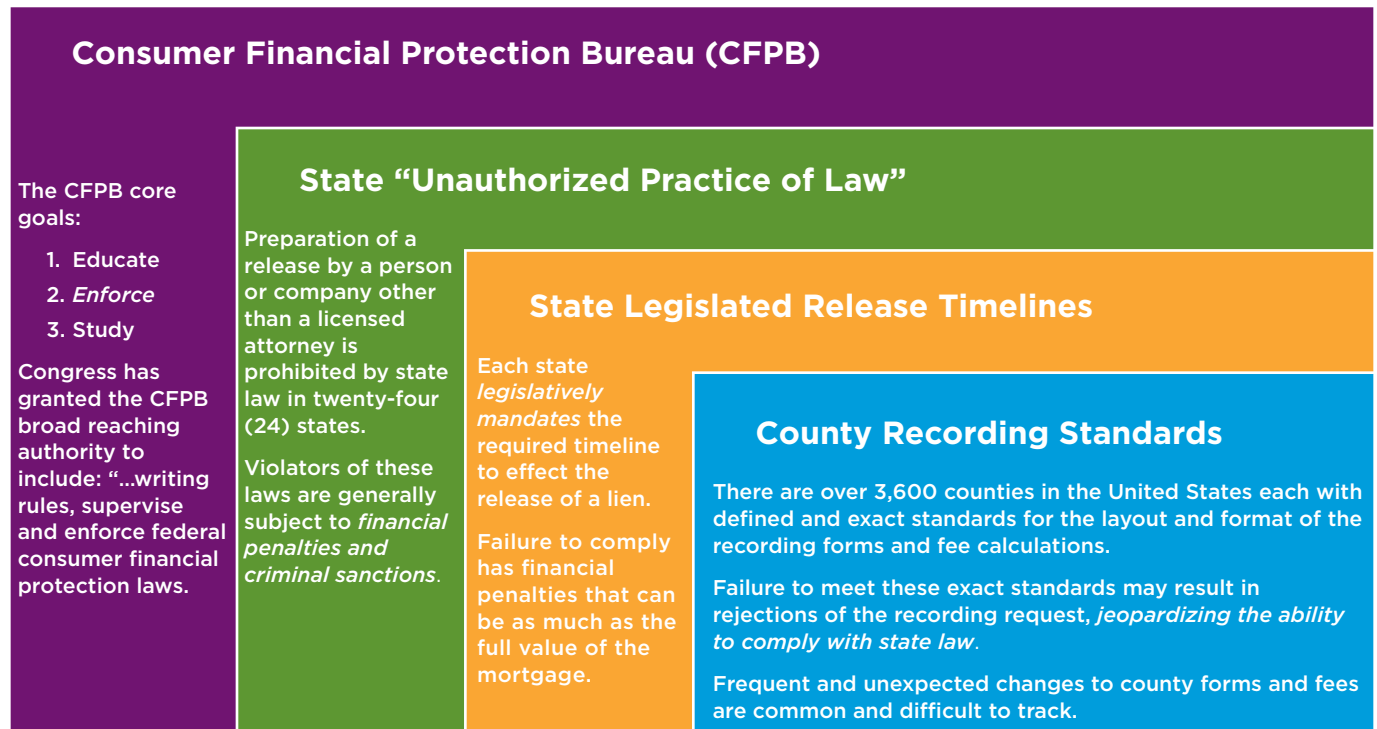 Consumer Financial Protection Bureau (CFPB)
The CFPB core
goals:
1. Educate
2. Enforce
3. Study
Congress has
granted the CFPB
broad reaching
authority to
include: “...writing
rules, supervise
and enforce federal
consumer financial
protection laws.
State “Unauthorized Practice of Law”
Preparation of a
release by a person
or company other
than a licensed
attorney is
prohibited by state
law in twenty-four
(24) states.
Violators of these
laws are generally
subject to financial
penalties and
criminal sanctions.
State Legislated Release Timelines
Each state
legislatively
mandates the
required timeline
to effect the
release of a lien.
Failure to comply
has financial
penalties that can
be as much as the
full value of the
mortgage.
County Recording Standards
There are over 3,600 counties in the United States each with
defined and exact standards for the layout and format of the
recording forms and fee calculations.
Failure to meet these exact standards may result in
rejections of the recording request, jeopardizing the ability
to comply with state law.
Frequent and unexpected changes to county forms and fees
are common and difficult to track.